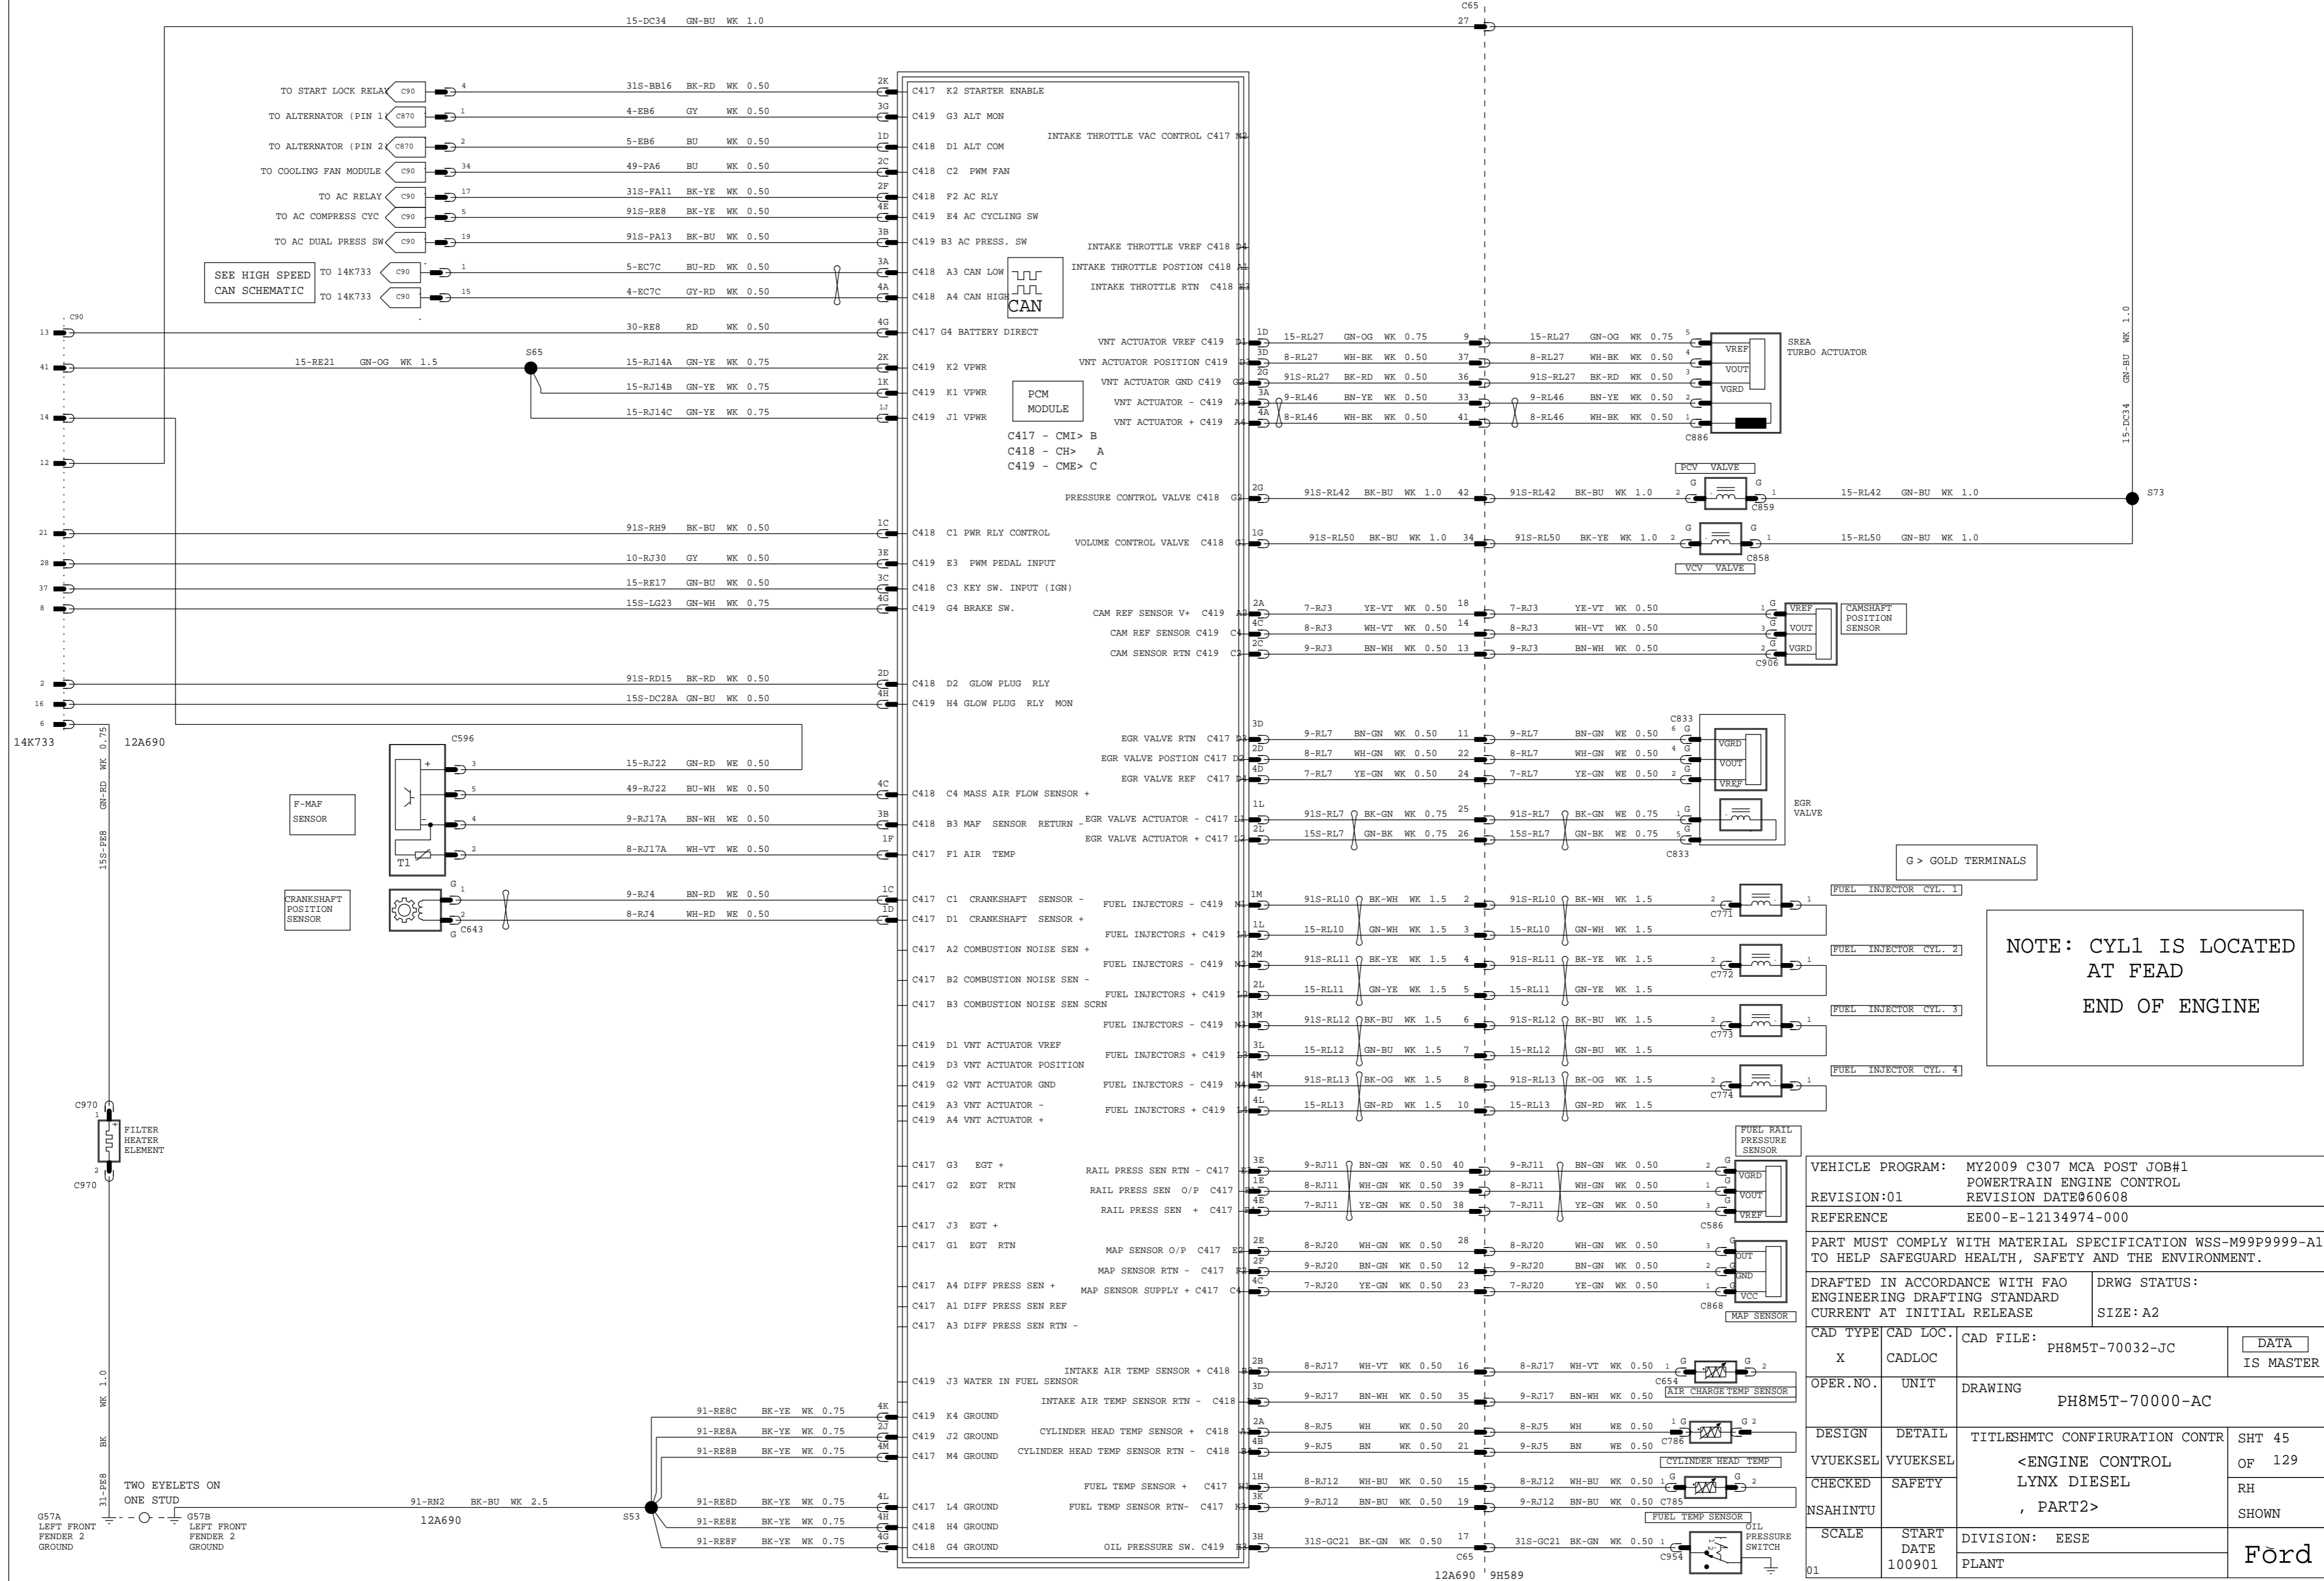 C65
15-DC34 GN-BU WK 1.0 27
TO START LOCK RELAY C90 4 31S-BB16 BK-RD WK 0.50 2K C417 K2 STARTER ENABLE
TO ALTERNATOR (PIN 1) C870 1 4-EB6 GY WK 0.50 3G C419 G3 ALT MON
INTAKE THROTTLE VAC CONTROL C417 M2
TO ALTERNATOR (PIN 2) C870 2 5-EB6 BU WK 0.50 1D C418 D1 ALT COM
TO COOLING FAN MODULE C90 34 49-PA6 BU WK 0.50 2C C418 C2 PWM FAN
TO AC RELAY C90 17 31S-FA11 BK-YE WK 0.50 2F C418 F2 AC RLY
TO AC COMPRESS CYC C90 5 91S-RE8 BK-YE WK 0.50 4E C419 E4 AC CYCLING SW
TO AC DUAL PRESS SW C90 19 91S-PA13 BK-BU WK 0.50 3B C419 B3 AC PRESS. SW
INTAKE THROTTLE VREF C418 D4
INTAKE THROTTLE POSTION C418 A1
INTAKE THROTTLE RTN C418 E3
SEE HIGH SPEED
CAN SCHEMATIC
TO 14K733 C90 1 5-EC7C BU-RD WK 0.50 3A C418 A3 CAN LOW
TO 14K733 C90 15 4-EC7C GY-RD WK 0.50 4A C418 A4 CAN HIGH
CAN
C90
13 30-RE8 RD WK 0.50 4G C417 G4 BATTERY DIRECT
41 15-RE21 GN-OG WK 1.5 S65 15-RJ14A GN-YE WK 0.75 2K C419 K2 VPWR
15-RJ14B GN-YE WK 0.75 1K C419 K1 VPWR
14 15-RJ14C GN-YE WK 0.75 1J C419 J1 VPWR
12
PCM
MODULE
C417 - CMI> B
C418 - CH> A
C419 - CME> C
VNT ACTUATOR VREF C419 D1 1D 15-RL27 GN-OG WK 0.75 9 15-RL27 GN-OG WK 0.75 5 VREF
VNT ACTUATOR POSITION C419 D3 3D 8-RL27 WH-BK WK 0.50 37 8-RL27 WH-BK WK 0.50 4 VOUT
VNT ACTUATOR GND C419 G2 2G 91S-RL27 BK-RD WK 0.50 36 91S-RL27 BK-RD WK 0.50 3 VGRD
VNT ACTUATOR - C419 A3 3A 9-RL46 BN-YE WK 0.50 33 9-RL46 BN-YE WK 0.50 2
VNT ACTUATOR + C419 A4 4A 8-RL46 WH-BK WK 0.50 41 8-RL46 WH-BK WK 0.50 1
C886
SREA
TURBO ACTUATOR
15-DC34 GN-BU WK 1.0
PCV VALVE
PRESSURE CONTROL VALVE C418 G2 2G 91S-RL42 BK-BU WK 1.0 42 91S-RL42 BK-BU WK 1.0 2 G G 1 15-RL42 GN-BU WK 1.0 S73
C859
VOLUME CONTROL VALVE C418 G1 1G 91S-RL50 BK-BU WK 1.0 34 91S-RL50 BK-YE WK 1.0 2 G G 1 15-RL50 GN-BU WK 1.0
C858
VCV VALVE
21 91S-RH9 BK-BU WK 0.50 1C C418 C1 PWR RLY CONTROL
28 10-RJ30 GY WK 0.50 3E C419 E3 PWM PEDAL INPUT
37 15-RE17 GN-BU WK 0.50 3C C418 C3 KEY SW. INPUT (IGN)
8 15S-LG23 GN-WH WK 0.75 4G C419 G4 BRAKE SW.
CAM REF SENSOR V+ C419 A2 2A 7-RJ3 YE-VT WK 0.50 18 7-RJ3 YE-VT WK 0.50 1 G VREF
CAM REF SENSOR C419 C4 4C 8-RJ3 WH-VT WK 0.50 14 8-RJ3 WH-VT WK 0.50 3 G VOUT
CAM SENSOR RTN C419 C2 2C 9-RJ3 BN-WH WK 0.50 13 9-RJ3 BN-WH WK 0.50 2 G VGRD
C906
CAMSHAFT
POSITION
SENSOR
2 91S-RD15 BK-RD WK 0.50 2D C418 D2 GLOW PLUG RLY
16 15S-DC28A GN-BU WK 0.50 4H C419 H4 GLOW PLUG RLY MON
6
14K733 12A690
15S-PE8 GN-RD WK 0.75
C596
F-MAF
SENSOR
+
3 15-RJ22 GN-RD WE 0.50
5 49-RJ22 BU-WH WE 0.50 4C C418 C4 MASS AIR FLOW SENSOR +
- 4 9-RJ17A BN-WH WE 0.50 3B C418 B3 MAF SENSOR RETURN -
T1 2 8-RJ17A WH-VT WE 0.50 1F C417 F1 AIR TEMP
CRANKSHAFT
POSITION
SENSOR
G 1 9-RJ4 BN-RD WE 0.50 1C C417 C1 CRANKSHAFT SENSOR -
2 8-RJ4 WH-RD WE 0.50 1D C417 D1 CRANKSHAFT SENSOR +
G C643
C833
EGR VALVE RTN C417 D3 3D 9-RL7 BN-GN WK 0.50 11 9-RL7 BN-GN WE 0.50 6 G VGRD
EGR VALVE POSTION C417 D2 2D 8-RL7 WH-GN WK 0.50 22 8-RL7 WH-GN WE 0.50 4 G VOUT
EGR VALVE REF C417 D4 4D 7-RL7 YE-GN WK 0.50 24 7-RL7 YE-GN WE 0.50 2 G VREF
EGR VALVE ACTUATOR - C417 L1 1L 91S-RL7 BK-GN WK 0.75 25 91S-RL7 BK-GN WE 0.75 1 G
EGR VALVE ACTUATOR + C417 L2 2L 15S-RL7 GN-BK WK 0.75 26 15S-RL7 GN-BK WE 0.75 5 G
C833
EGR
VALVE
G > GOLD TERMINALS
FUEL INJECTORS - C419 M1 1M 91S-RL10 BK-WH WK 1.5 2 91S-RL10 BK-WH WK 1.5 2 C771 1 FUEL INJECTOR CYL. 1
FUEL INJECTORS + C419 L1 1L 15-RL10 GN-WH WK 1.5 3 15-RL10 GN-WH WK 1.5
FUEL INJECTORS - C419 M2 2M 91S-RL11 BK-YE WK 1.5 4 91S-RL11 BK-YE WK 1.5 2 C772 1 FUEL INJECTOR CYL. 2
FUEL INJECTORS + C419 L2 2L 15-RL11 GN-YE WK 1.5 5 15-RL11 GN-YE WK 1.5
FUEL INJECTORS - C419 M3 3M 91S-RL12 BK-BU WK 1.5 6 91S-RL12 BK-BU WK 1.5 2 C773 1 FUEL INJECTOR CYL. 3
FUEL INJECTORS + C419 L3 3L 15-RL12 GN-BU WK 1.5 7 15-RL12 GN-BU WK 1.5
FUEL INJECTORS - C419 M4 4M 91S-RL13 BK-OG WK 1.5 8 91S-RL13 BK-OG WK 1.5 2 C774 1 FUEL INJECTOR CYL. 4
FUEL INJECTORS + C419 L4 4L 15-RL13 GN-RD WK 1.5 10 15-RL13 GN-RD WK 1.5
NOTE: CYL1 IS LOCATED
AT FEAD
END OF ENGINE
C417 A2 COMBUSTION NOISE SEN +
C417 B2 COMBUSTION NOISE SEN -
C417 B3 COMBUSTION NOISE SEN SCRN
C419 D1 VNT ACTUATOR VREF
C419 D3 VNT ACTUATOR POSITION
C419 G2 VNT ACTUATOR GND
C419 A3 VNT ACTUATOR -
C419 A4 VNT ACTUATOR +
C417 G3 EGT +
C417 G2 EGT RTN
C417 J3 EGT +
C417 G1 EGT RTN
C417 A4 DIFF PRESS SEN +
C417 A1 DIFF PRESS SEN REF
C417 A3 DIFF PRESS SEN RTN -
C419 J3 WATER IN FUEL SENSOR
C970
1
+
FILTER
HEATER
ELEMENT
2
C970
31-PE8 BK WK 1.0
FUEL RAIL
PRESSURE
SENSOR
RAIL PRESS SEN RTN - C417 E3 3E 9-RJ11 BN-GN WK 0.50 40 9-RJ11 BN-GN WK 0.50 2 G VGRD
RAIL PRESS SEN O/P C417 E1 1E 8-RJ11 WH-GN WK 0.50 39 8-RJ11 WH-GN WK 0.50 1 G VOUT
RAIL PRESS SEN + C417 E4 4E 7-RJ11 YE-GN WK 0.50 38 7-RJ11 YE-GN WK 0.50 3 G VREF
C586
MAP SENSOR O/P C417 E2 2E 8-RJ20 WH-GN WK 0.50 28 8-RJ20 WH-GN WK 0.50 3 G OUT
MAP SENSOR RTN - C417 F2 2F 9-RJ20 BN-GN WK 0.50 12 9-RJ20 BN-GN WK 0.50 2 G GND
MAP SENSOR SUPPLY + C417 C4 4C 7-RJ20 YE-GN WK 0.50 23 7-RJ20 YE-GN WK 0.50 1 G VCC
C868
MAP SENSOR
INTAKE AIR TEMP SENSOR + C418 B2 2B 8-RJ17 WH-VT WK 0.50 16 8-RJ17 WH-VT WK 0.50 1 G G 2
C654
AIR CHARGE TEMP SENSOR
INTAKE AIR TEMP SENSOR RTN - C418 D3 3D 9-RJ17 BN-WH WK 0.50 35 9-RJ17 BN-WH WK 0.50
CYLINDER HEAD TEMP SENSOR + C418 A2 2A 8-RJ5 WH WK 0.50 20 8-RJ5 WH WE 0.50 1 G G 2
C786
CYLINDER HEAD TEMP SENSOR RTN - C418 B4 4B 9-RJ5 BN WK 0.50 21 9-RJ5 BN WE 0.50
CYLINDER HEAD TEMP
FUEL TEMP SENSOR + C417 H1 1H 8-RJ12 WH-BU WK 0.50 15 8-RJ12 WH-BU WK 0.50 1 G G 2
FUEL TEMP SENSOR RTN- C417 K3 3K 9-RJ12 BN-BU WK 0.50 19 9-RJ12 BN-BU WK 0.50 C785
FUEL TEMP SENSOR
OIL PRESSURE SW. C419 H3 3H 31S-GC21 BK-GN WK 0.50 17 31S-GC21 BK-GN WK 0.50 1 C954
OIL
PRESSURE
SWITCH
C65
12A690 9H589
91-RE8C BK-YE WK 0.75 4K C419 K4 GROUND
91-RE8A BK-YE WK 0.75 2J C419 J2 GROUND
91-RE8B BK-YE WK 0.75 4M C417 M4 GROUND
91-RE8D BK-YE WK 0.75 4L C417 L4 GROUND
91-RE8E BK-YE WK 0.75 4H C418 H4 GROUND
91-RE8F BK-YE WK 0.75 4G C418 G4 GROUND
TWO EYELETS ON
ONE STUD
91-RN2 BK-BU WK 2.5 S53
12A690
G57A
LEFT FRONT
FENDER 2
GROUND
G57B
LEFT FRONT
FENDER 2
GROUND
VEHICLE PROGRAM: MY2009 C307 MCA POST JOB#1
POWERTRAIN ENGINE CONTROL
REVISION:01 REVISION DATE060608
REFERENCE EE00-E-12134974-000
PART MUST COMPLY WITH MATERIAL SPECIFICATION WSS-M99P9999-A1
TO HELP SAFEGUARD HEALTH, SAFETY AND THE ENVIRONMENT.
DRAFTED IN ACCORDANCE WITH FAO
ENGINEERING DRAFTING STANDARD
CURRENT AT INITIAL RELEASE
DRWG STATUS:
SIZE: A2
CAD TYPE
X
CAD LOC.
CADLOC
CAD FILE: PH8M5T-70032-JC
DATA
IS MASTER
OPER.NO. UNIT
DRAWING
PH8M5T-70000-AC
DESIGN
VYUEKSEL
DETAIL
VYUEKSEL
TITLESHMTC CONFIRURATION CONTR
<ENGINE CONTROL
LYNX DIESEL
, PART2>
SHT 45
OF 129
RH
SHOWN
CHECKED
NSAHINTU
SAFETY
SCALE
01
START
DATE
100901
DIVISION: EESE
PLANT
Ford